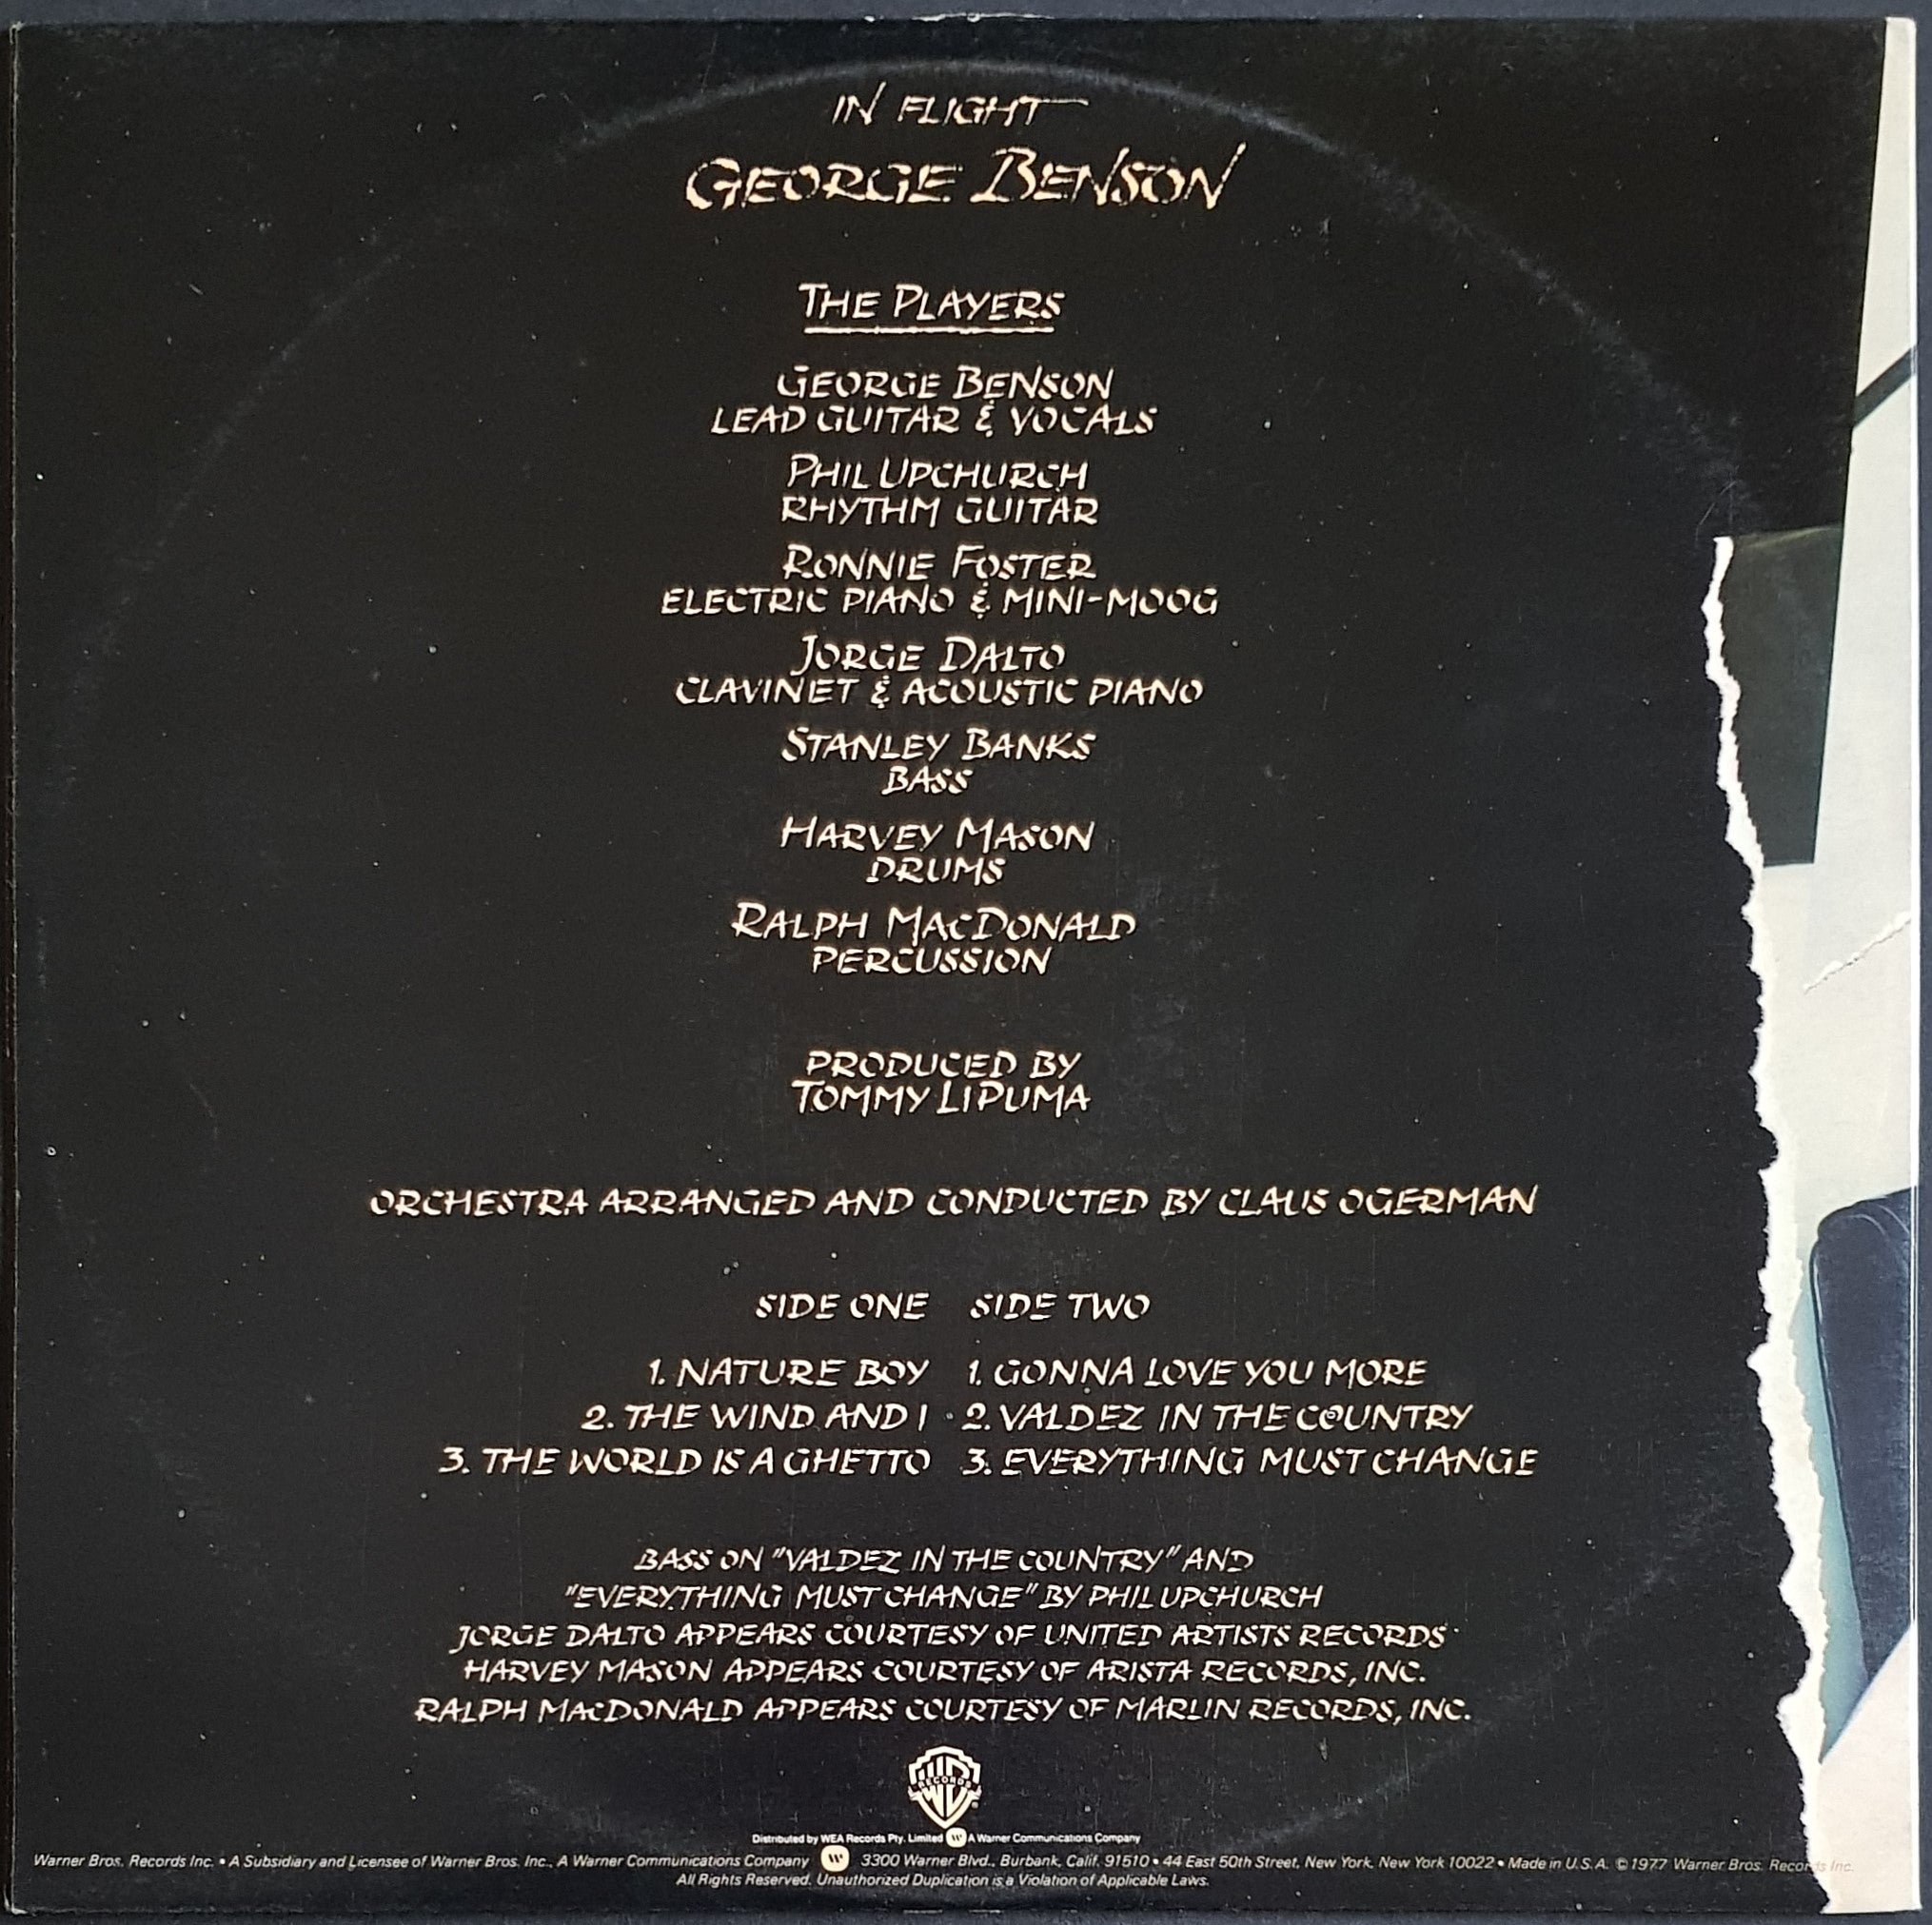 IN FLIGHT
GEORGE BENSON
THE PLAYERS
GEORGE BENSON
LEAD GUITAR & VOCALS
PHIL UPCHURCH
RHYTHM GUITAR
RONNIE FOSTER
ELECTRIC PIANO & MINI-MOOG
JORGE DALTO
CLAVINET & ACOUSTIC PIANO
STANLEY BANKS
BASS
HARVEY MASON
DRUMS
RALPH MACDONALD
PERCUSSION
PRODUCED BY
TOMMY LIPUMA
ORCHESTRA ARRANGED AND CONDUCTED BY CLAUS OGERMAN
SIDE ONE
1. NATURE BOY
2. THE WIND AND I
3. THE WORLD IS A GHETTO
SIDE TWO
1. GONNA LOVE YOU MORE
2. VALDEZ IN THE COUNTRY
3. EVERYTHING MUST CHANGE
BASS ON "VALDEZ IN THE COUNTRY" AND
"EVERYTHING MUST CHANGE" BY PHIL UPCHURCH
JORGE DALTO APPEARS COURTESY OF UNITED ARTISTS RECORDS
HARVEY MASON APPEARS COURTESY OF ARISTA RECORDS, INC.
RALPH MACDONALD APPEARS COURTESY OF MARLIN RECORDS, INC.
WB
RECORDS
Distributed by WEA Records Pty. Limited W A Warner Communications Company
Warner Bros. Records Inc. • A Subsidiary and Licensee of Warner Bros. Inc., A Warner Communications Company W 3300 Warner Blvd., Burbank, Calif. 91510 • 44 East 50th Street, New York, New York 10022 • Made in U.S.A. © 1977 Warner Bros. Records Inc.
All Rights Reserved. Unauthorized Duplication is a Violation of Applicable Laws.